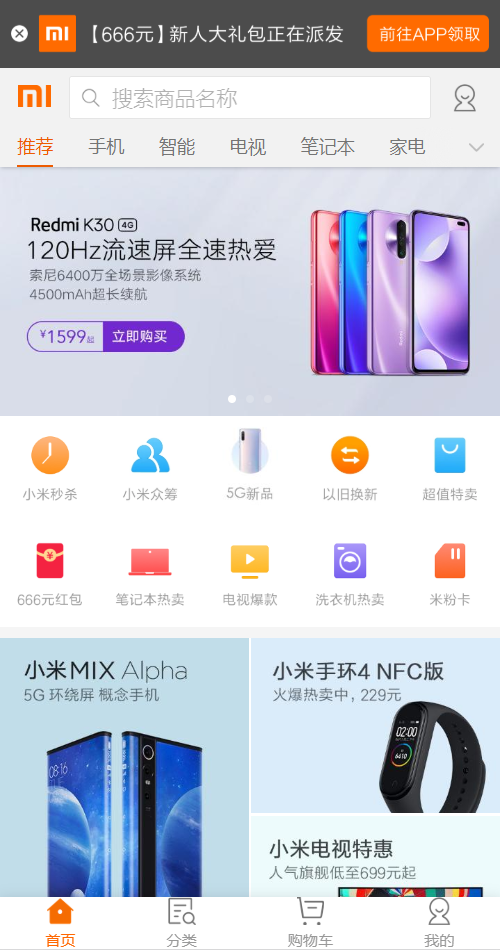 【666元】新人大礼包正在派发
前往APP领取
搜索商品名称
推荐 手机 智能 电视 笔记本 家电
Redmi K30 4G
120Hz流速屏全速热爱
索尼6400万全场景影像系统
4500mAh超长续航
¥1599起 立即购买
小米秒杀 小米众筹 5G新品 以旧换新 超值特卖
666元红包 笔记本热卖 电视爆款 洗衣机热卖 米粉卡
小米MIX Alpha
5G 环绕屏 概念手机
08:16
小米手环4 NFC版
火爆热卖中，229元
02:00
6410
小米电视特惠
人气旗舰低至699元起
首页 分类 购物车 我的